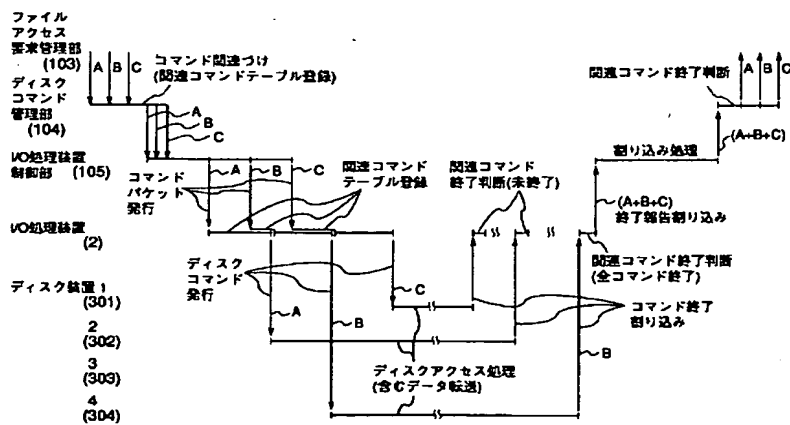 ファイル
アクセス
要求管理部
(103)
A
B
C
コマンド関連づけ
(関連コマンドテーブル登録)
関連コマンド終了判断
A
B
C
ディスク
コマンド
管理部
(104)
A
B
C
(A+B+C)
I/O処理装置
制御部 (105)
A
B
C
コマンド
パケット
発行
関連コマンド
テーブル登録
関連コマンド
終了判断(未終了)
割り込み処理
(A+B+C)
終了報告割り込み
I/O処理装置
(2)
関連コマンド終了判断
(全コマンド終了)
ディスク
コマンド
発行
ディスク装置 1
(301)
A
B
C
コマンド終了
割り込み
2
(302)
B
3
(303)
ディスクアクセス処理
(含むデータ転送)
4
(304)